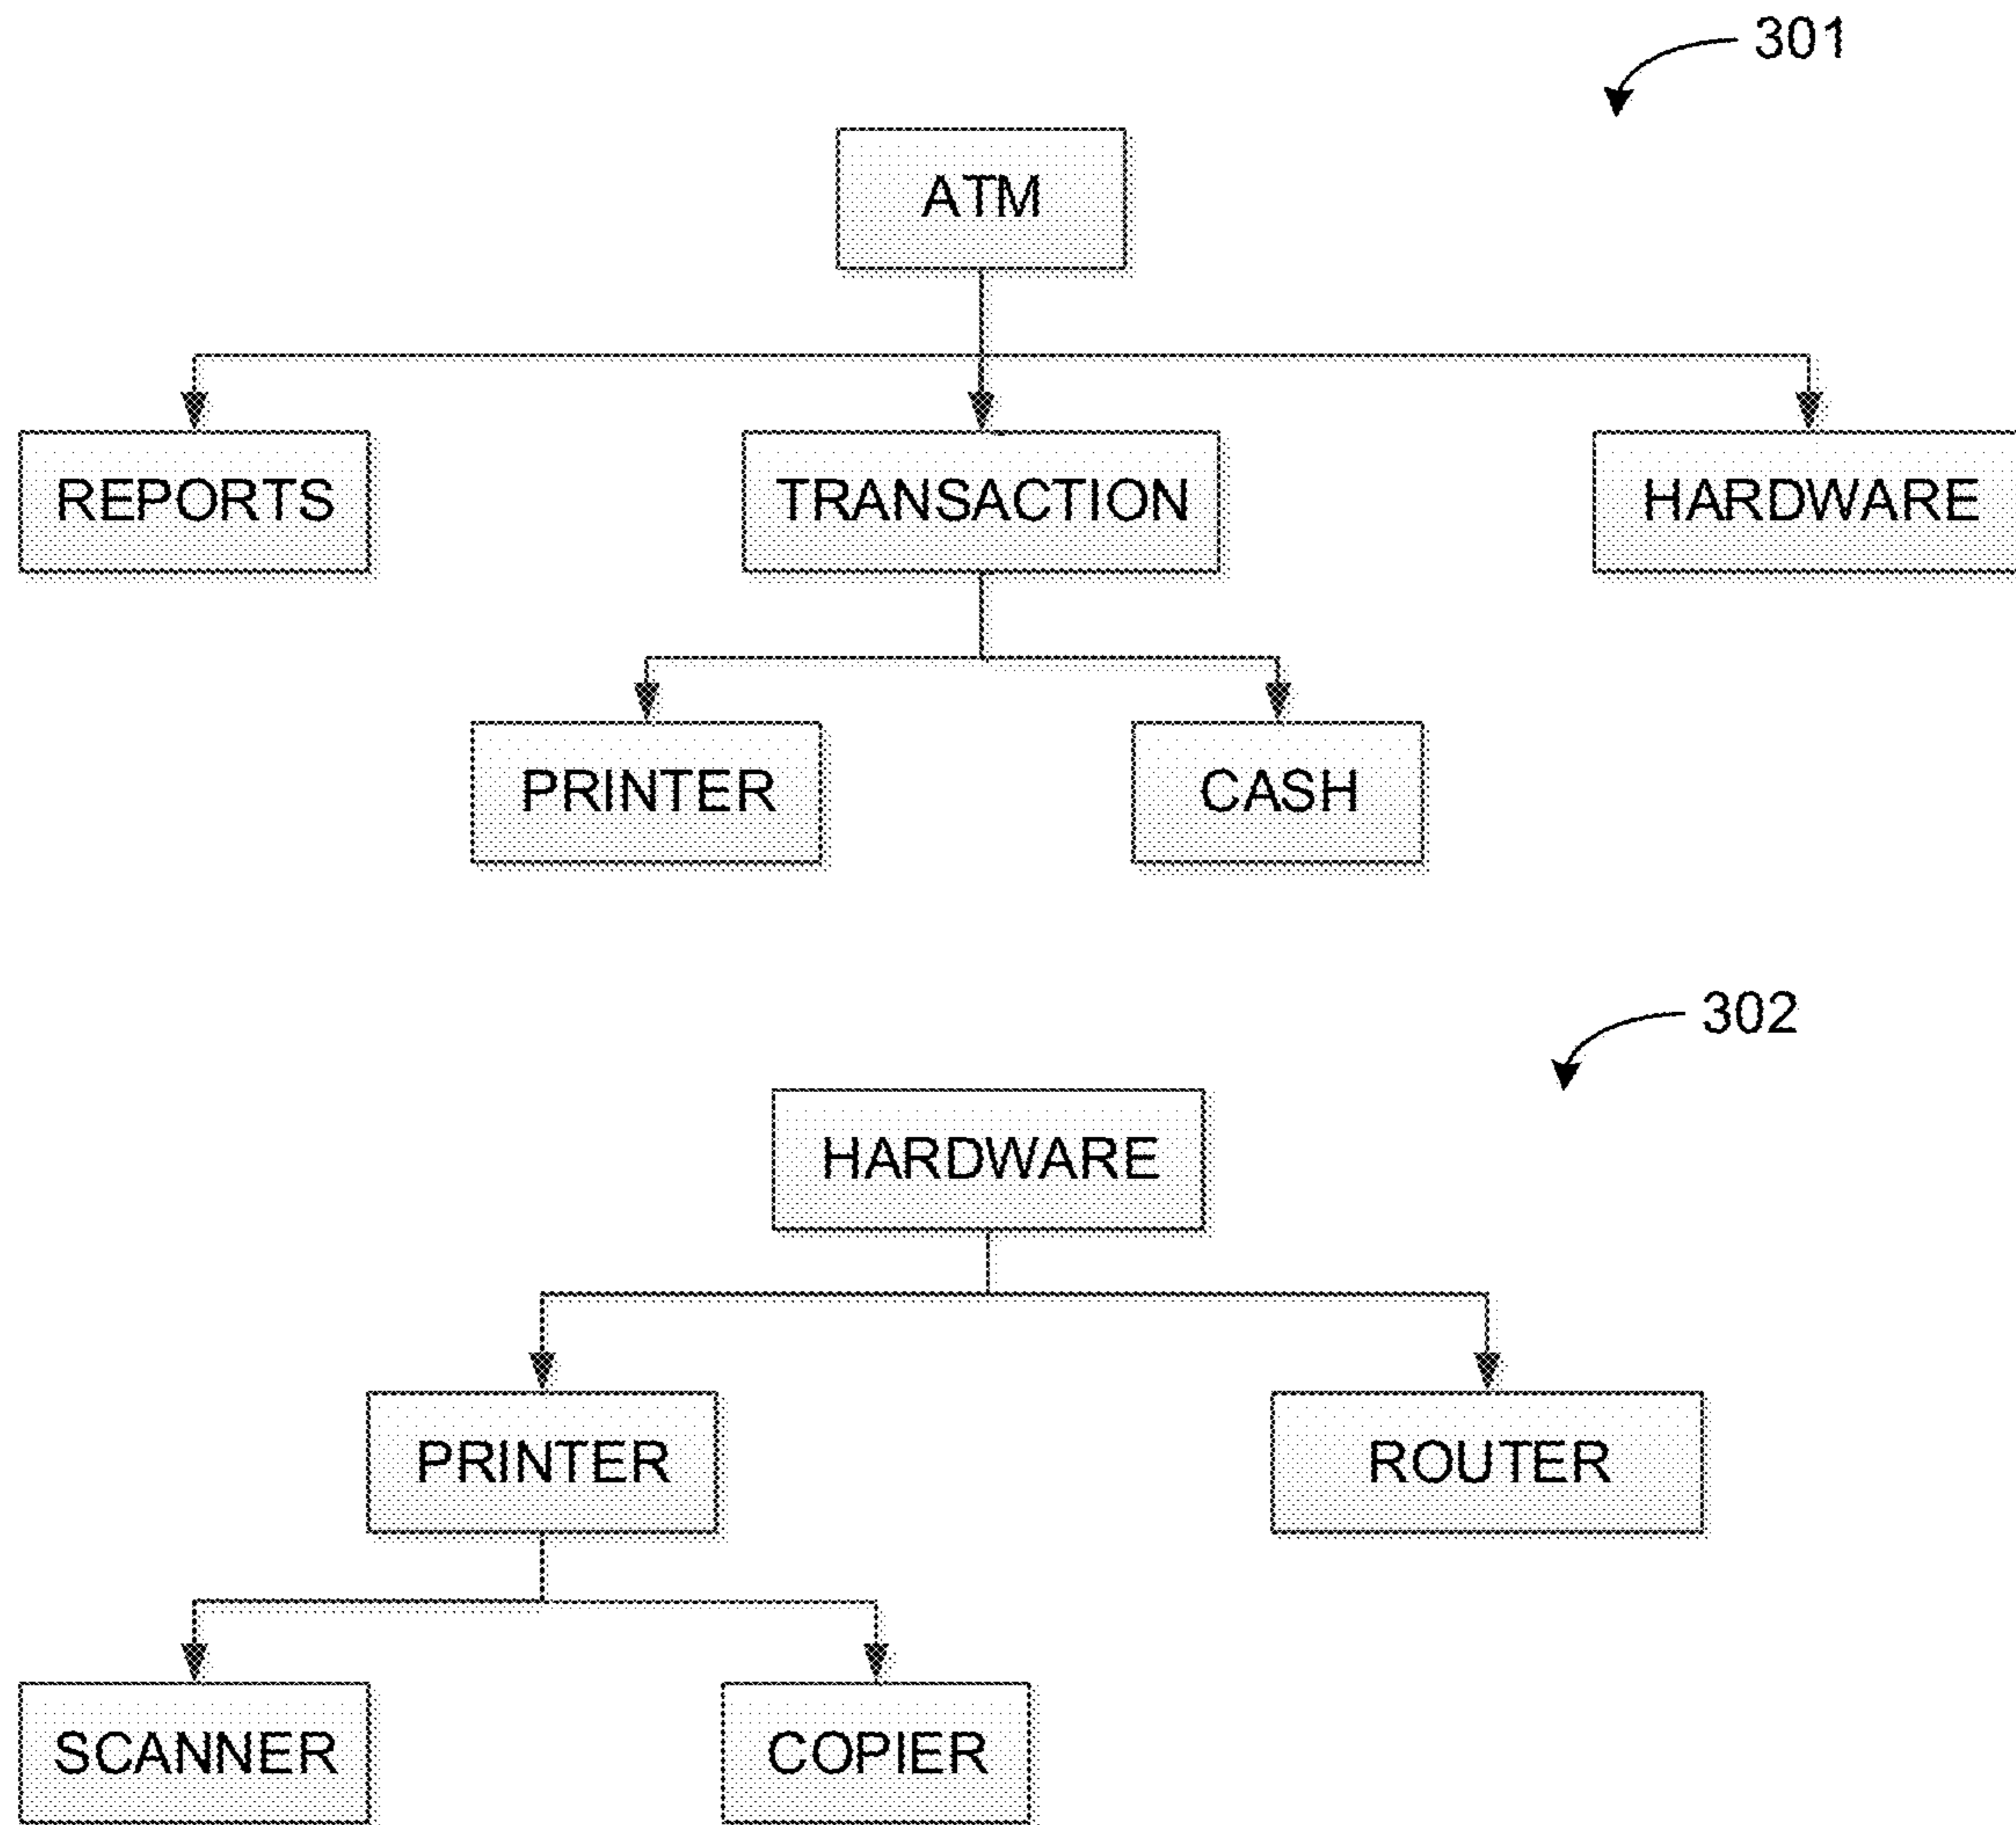 301
ATM
REPORTS
TRANSACTION
HARDWARE
PRINTER
CASH
302
HARDWARE
PRINTER
ROUTER
SCANNER
COPIER